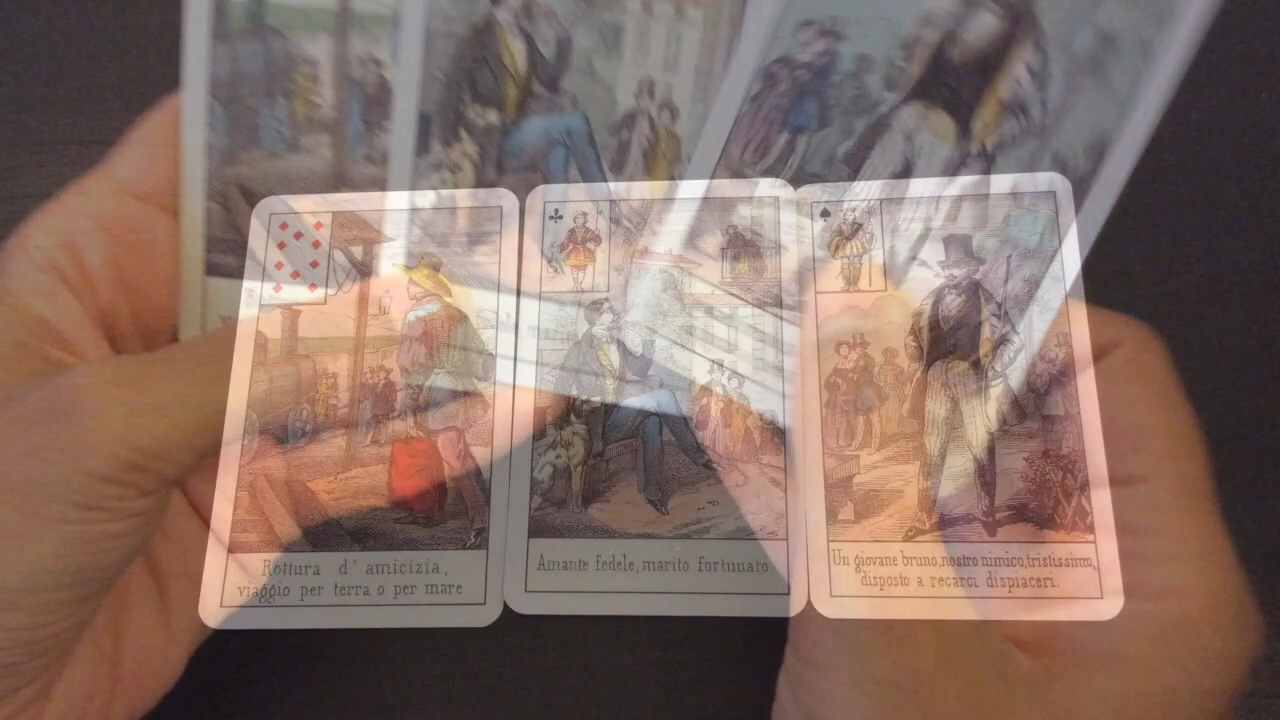 Rottura d' amicizia,
viaggio per terra o per mare
Amante fedele, marito fortunato
Un giovane bruno, nostro nimico, tristissimo,
disposto a recarci dispiaceri.